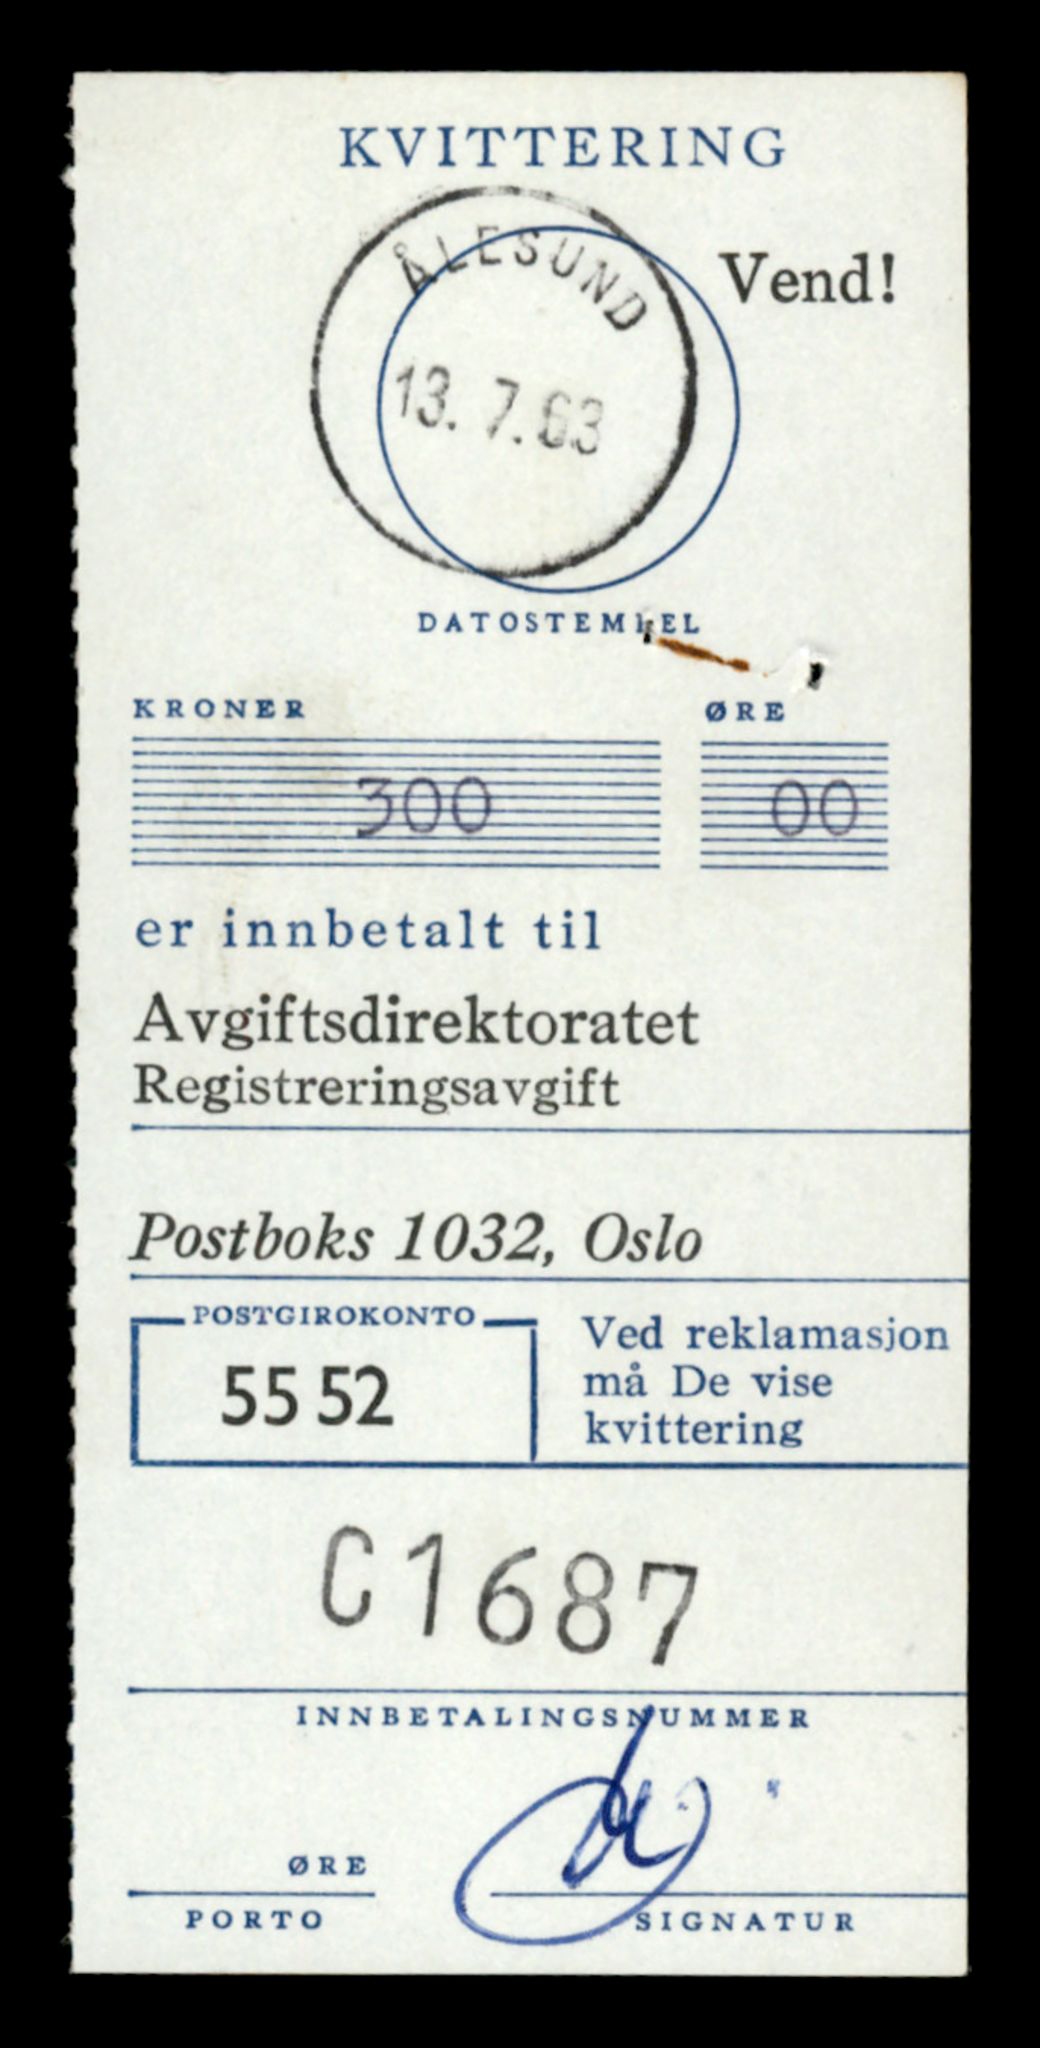 KVITTERING
ÅLESUND
Vend!
13. 7. 63
DATOSTEMPEL
KRONER ØRE
300 00
er innbetalt til
Avgiftsdirektoratet
Registreringsavgift
Postboks 1032, Oslo
POSTGIROKONTO
55 52
Ved reklamasjon
må De vise
kvittering
C1687
INNBETALINGSNUMMER
ØRE
PORTO SIGNATUR